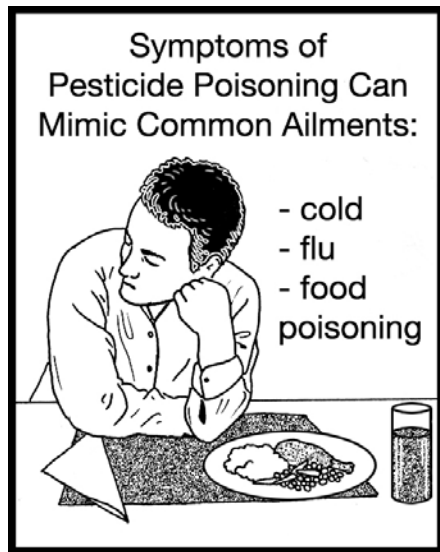 Symptoms of
Pesticide Poisoning Can
Mimic Common Ailments:
- cold
- flu
- food
poisoning